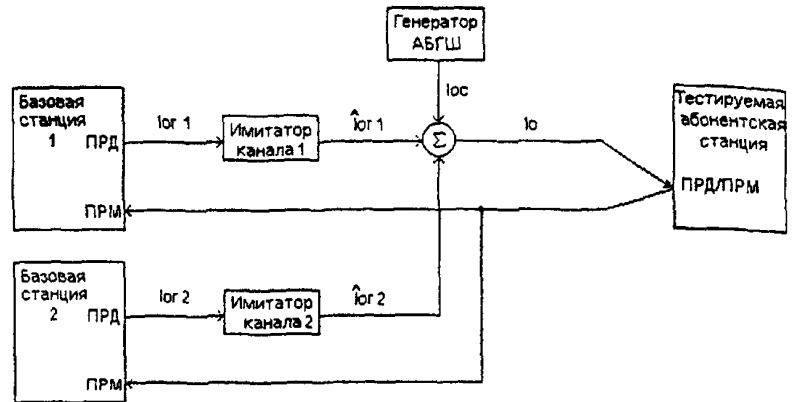 Генератор
АБГШ
Ioc
Базовая
станция
1
ПРД
ПРМ
Ior 1
Имитатор
канала 1
Îor 1
Σ
Io
Тестируемая
абонентская
станция
ПРД/ПРМ
Базовая
станция
2
ПРД
ПРМ
Ior 2
Имитатор
канала 2
Îor 2